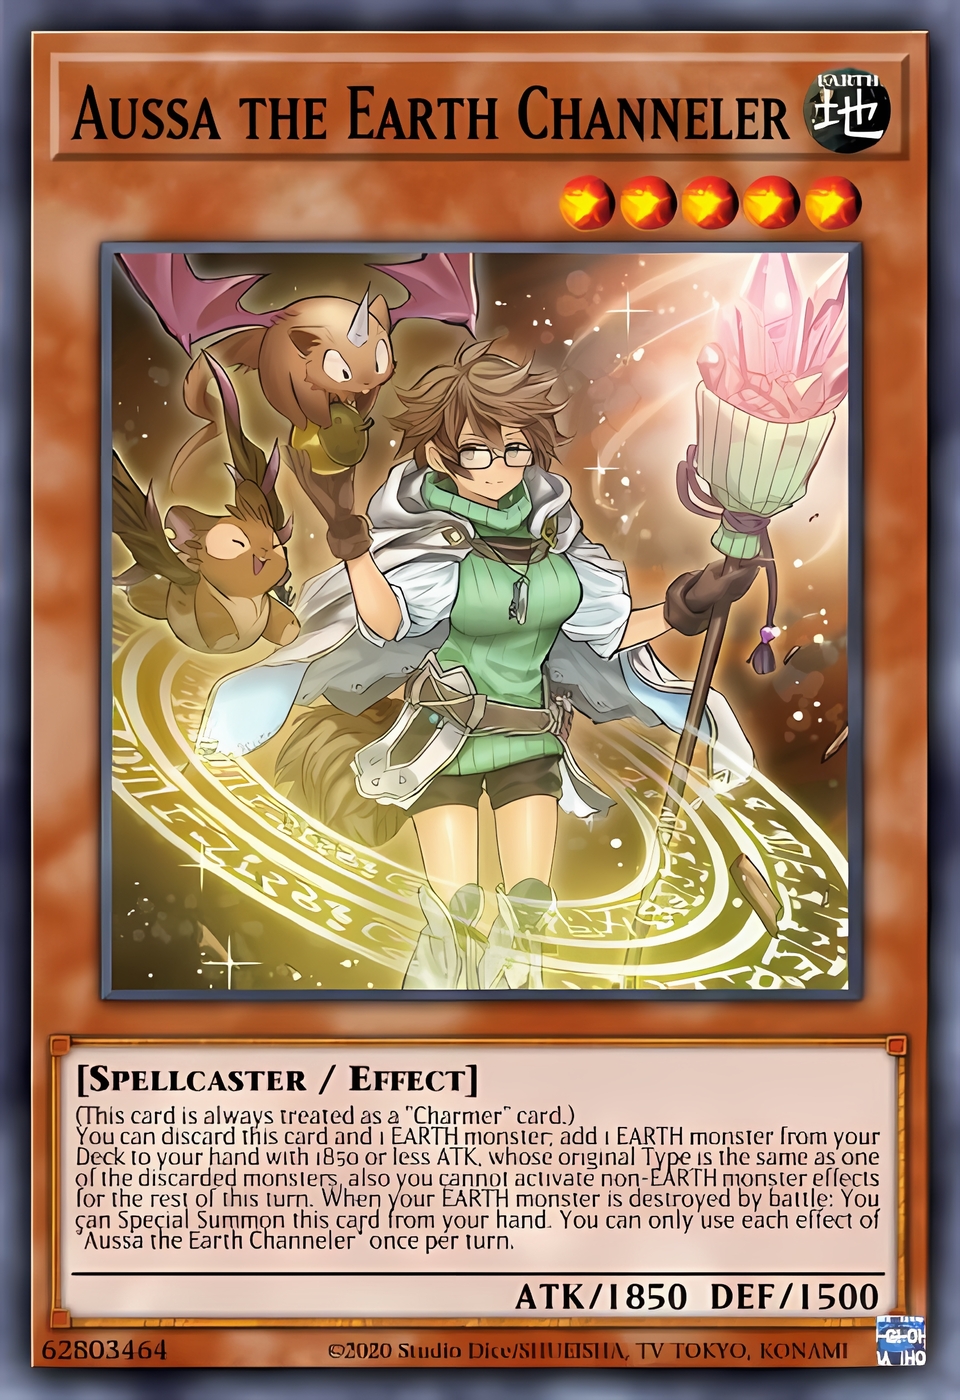 AUSSA THE EARTH CHANNELER
EARTH
地
[SPELLCASTER / EFFECT]
(This card is always treated as a "Charmer" card.)
You can discard this card and 1 EARTH monster; add 1 EARTH monster from your
Deck to your hand with 1850 or less ATK, whose original Type is the same as one
of the discarded monsters, also you cannot activate non-EARTH monster effects
for the rest of this turn. When your EARTH monster is destroyed by battle: You
can Special Summon this card from your hand. You can only use each effect of
"Aussa the Earth Channeler" once per turn.
ATK/1850 DEF/1500
62803464
©2020 Studio Dice/SHUEISHA, TV TOKYO, KONAMI